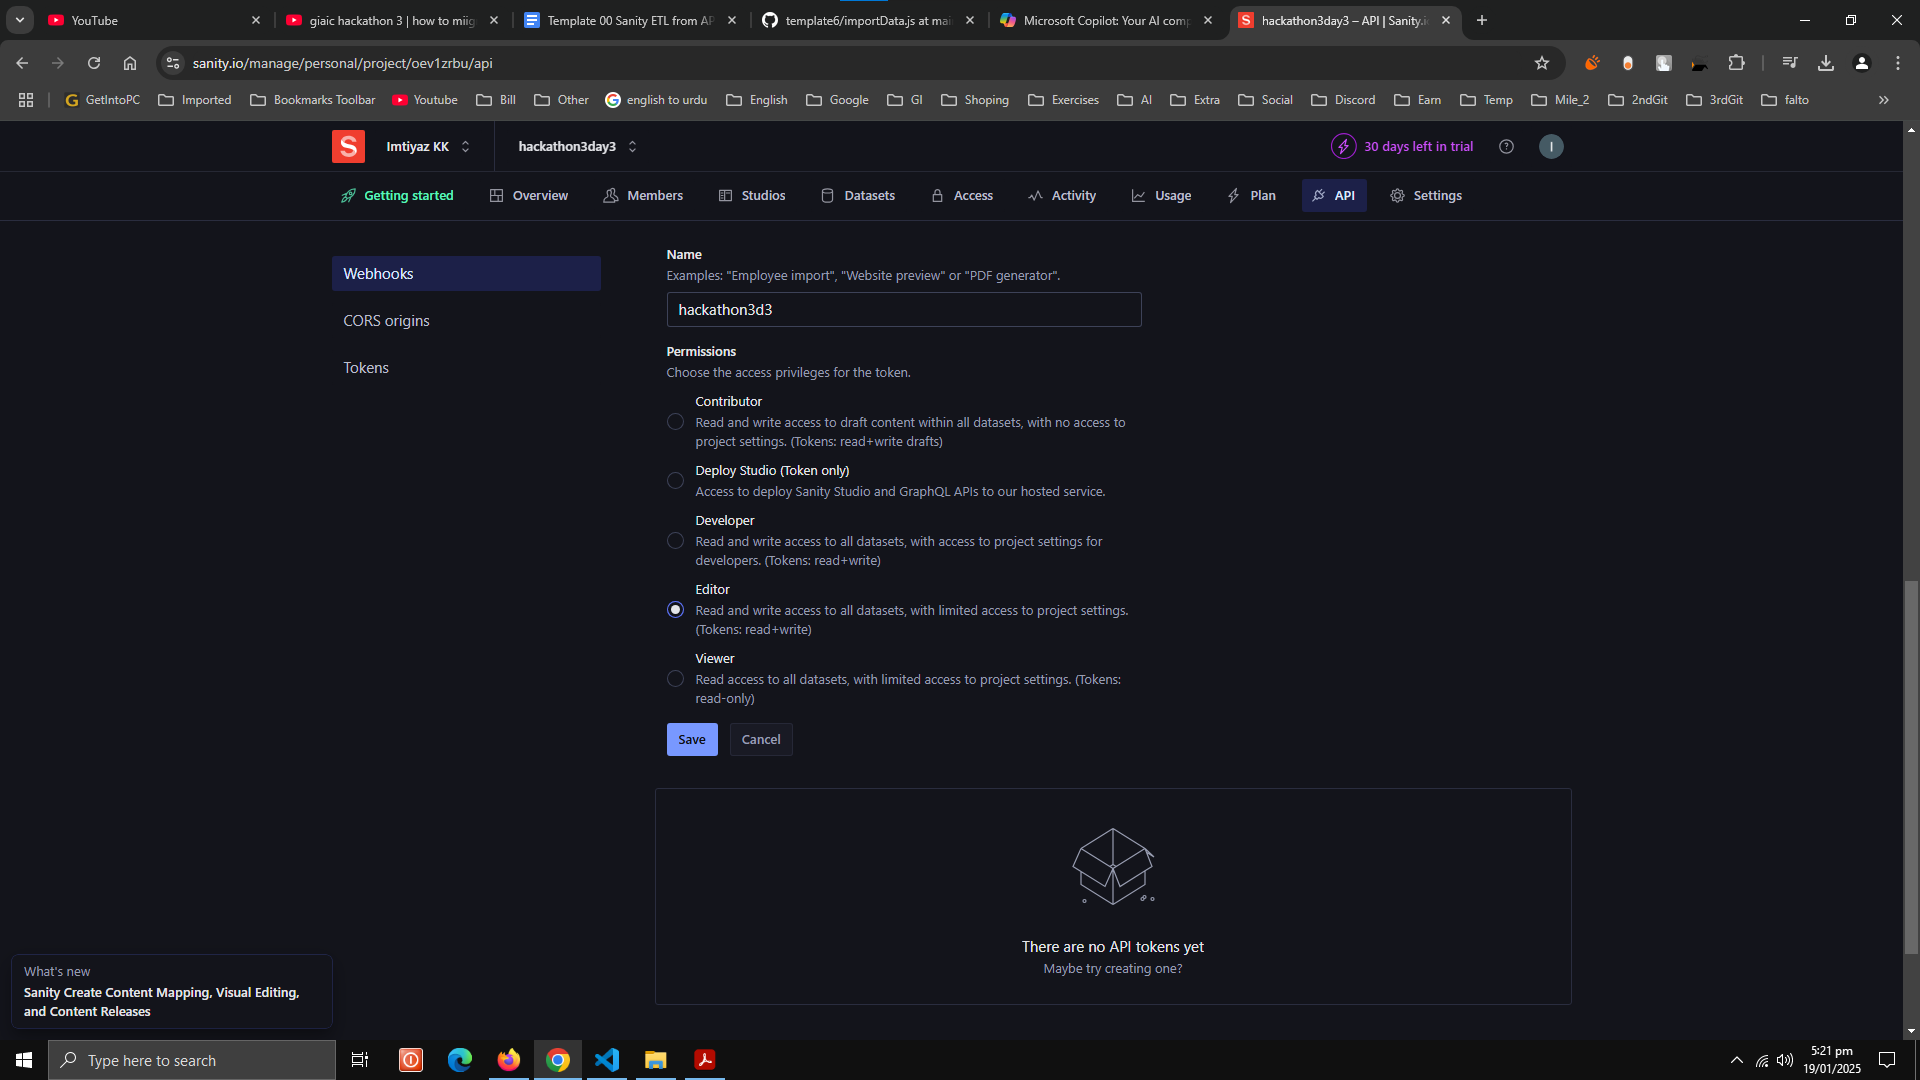 YouTube
giaic hackathon 3 | how to miig
Template 00 Sanity ETL from AP
template6/importData.js at mai
Microsoft Copilot: Your AI comp
hackathon3day3 – API | Sanity.i
sanity.io/manage/personal/project/oev1zrbu/api
GetIntoPC
Imported
Bookmarks Toolbar
Youtube
Bill
Other
english to urdu
English
Google
GI
Shoping
Exercises
AI
Extra
Social
Discord
Earn
Temp
Mile_2
2ndGit
3rdGit
falto
S
Imtiyaz KK
hackathon3day3
30 days left in trial
I
Getting started
Overview
Members
Studios
Datasets
Access
Activity
Usage
Plan
API
Settings
Webhooks
CORS origins
Tokens
Name
Examples: "Employee import", "Website preview" or "PDF generator".
hackathon3d3
Permissions
Choose the access privileges for the token.
Contributor
Read and write access to draft content within all datasets, with no access to
project settings. (Tokens: read+write drafts)
Deploy Studio (Token only)
Access to deploy Sanity Studio and GraphQL APIs to our hosted service.
Developer
Read and write access to all datasets, with access to project settings for
developers. (Tokens: read+write)
Editor
Read and write access to all datasets, with limited access to project settings.
(Tokens: read+write)
Viewer
Read access to all datasets, with limited access to project settings. (Tokens:
read-only)
Save
Cancel
There are no API tokens yet
Maybe try creating one?
What's new
Sanity Create Content Mapping, Visual Editing,
and Content Releases
Type here to search
5:21 pm
19/01/2025